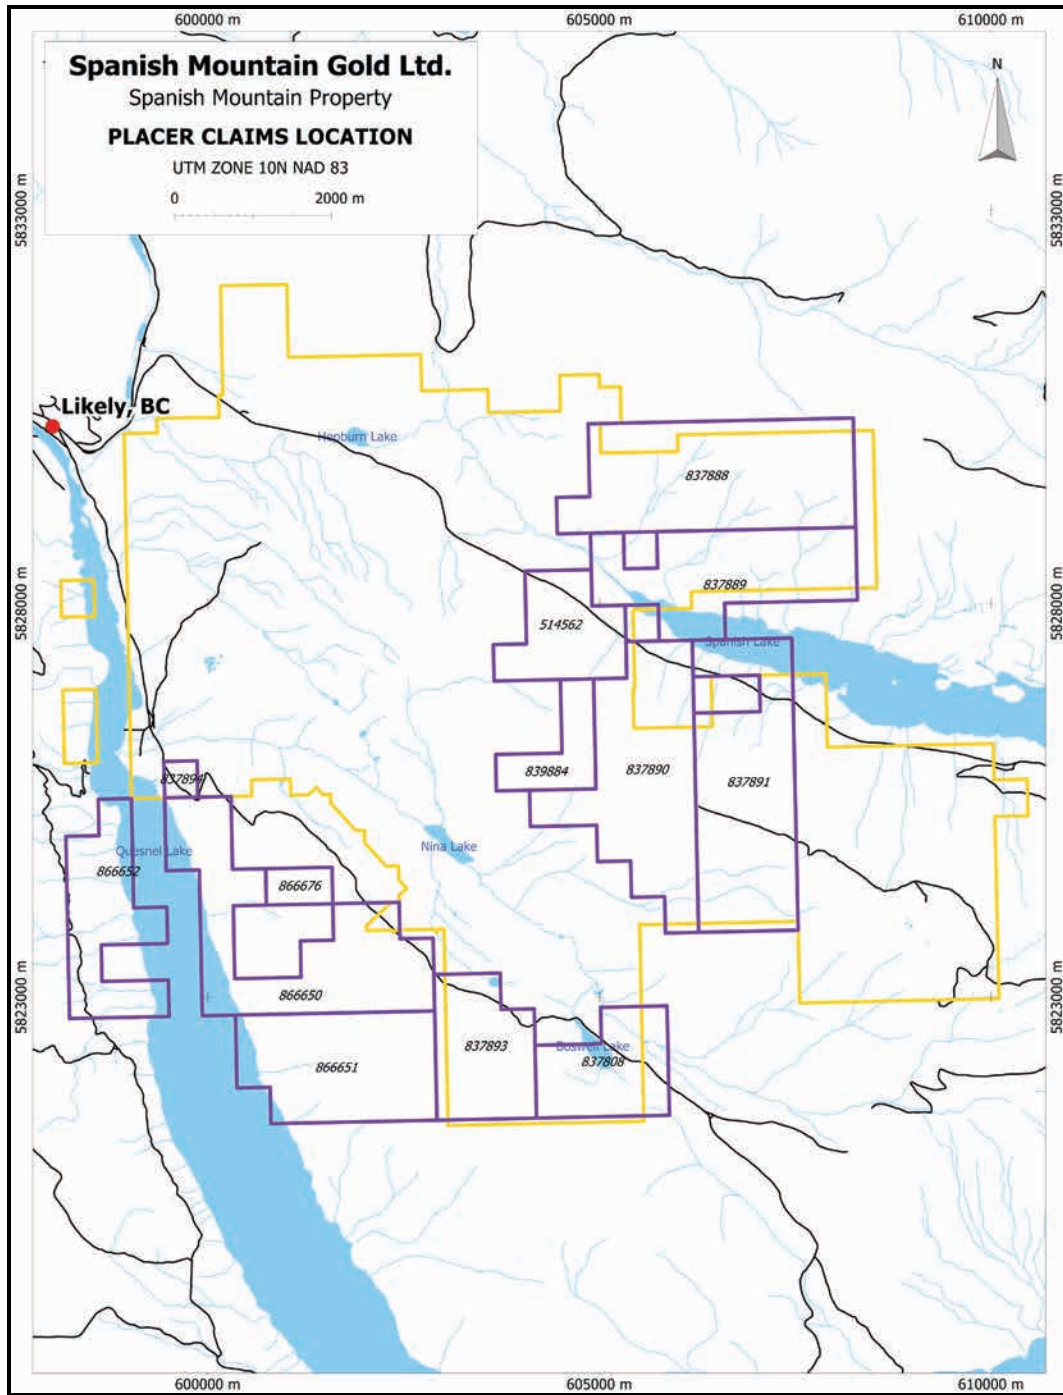 600000 m
605000 m
610000 m
Spanish Mountain Gold Ltd.
Spanish Mountain Property
PLACER CLAIMS LOCATION
UTM ZONE 10N NAD 83
0 2000 m
N
5833000 m
5833000 m
Likely, BC
Hepburn Lake
837888
837889
5828000 m
5828000 m
514562
Spanish Lake
837894
839884
837890
837891
Nina Lake
Quesnel Lake
866652
866676
866650
5823000 m
5823000 m
837893
Boswell Lake
837808
866651
600000 m
605000 m
610000 m